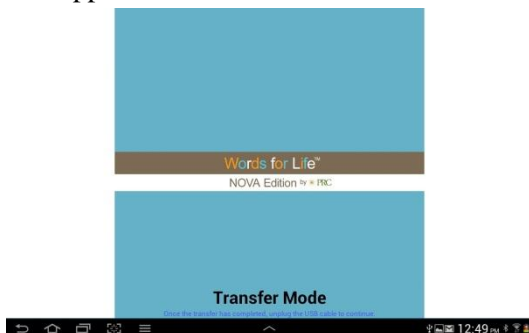 Words for Life™
NOVA Edition by PRC
Transfer Mode
Once the transfer has completed, unplug the USB cable to continue.
12:49 PM